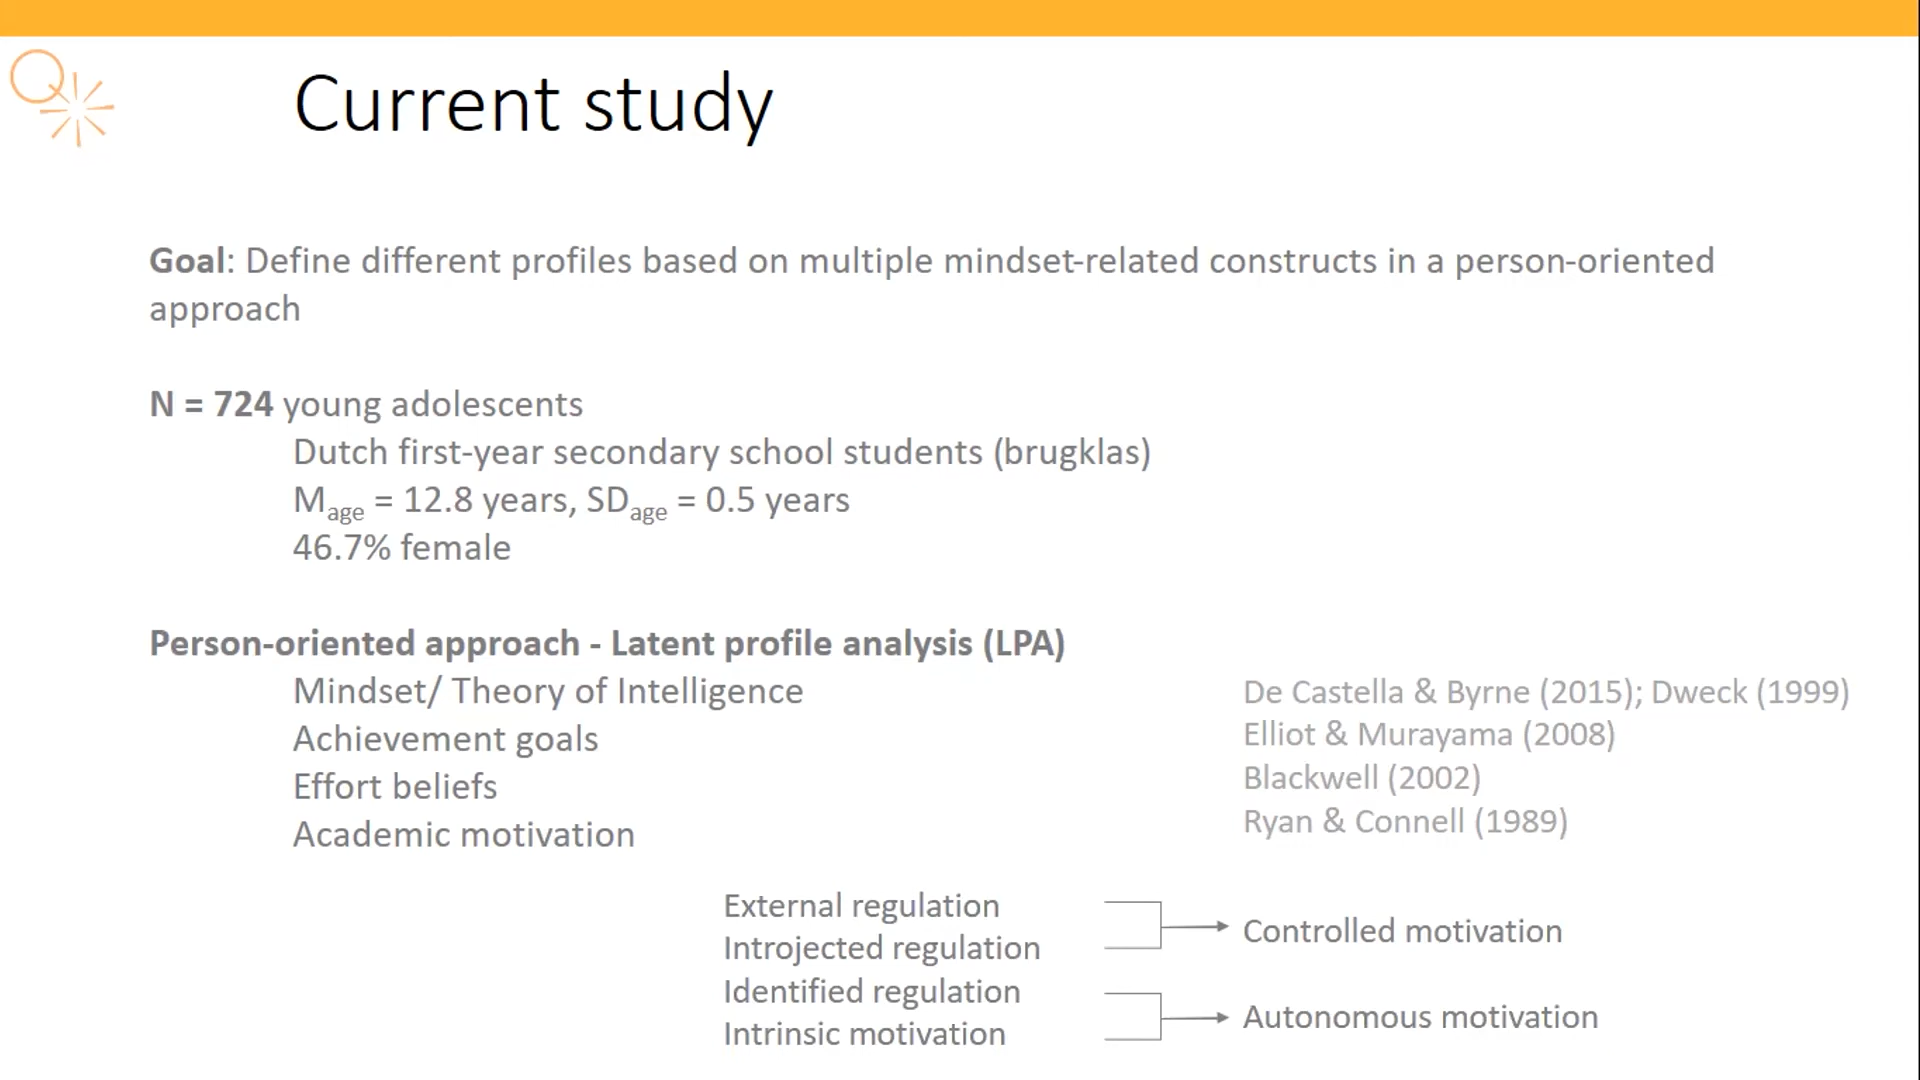 Current study
Goal: Define different profiles based on multiple mindset-related constructs in a person-oriented
approach
N = 724 young adolescents
Dutch first-year secondary school students (brugklas)
Mage = 12.8 years, SDage = 0.5 years
46.7% female
Person-oriented approach - Latent profile analysis (LPA)
Mindset/ Theory of Intelligence
De Castella & Byrne (2015); Dweck (1999)
Achievement goals
Elliot & Murayama (2008)
Effort beliefs
Blackwell (2002)
Academic motivation
Ryan & Connell (1989)
External regulation
Introjected regulation
Controlled motivation
Identified regulation
Intrinsic motivation
Autonomous motivation